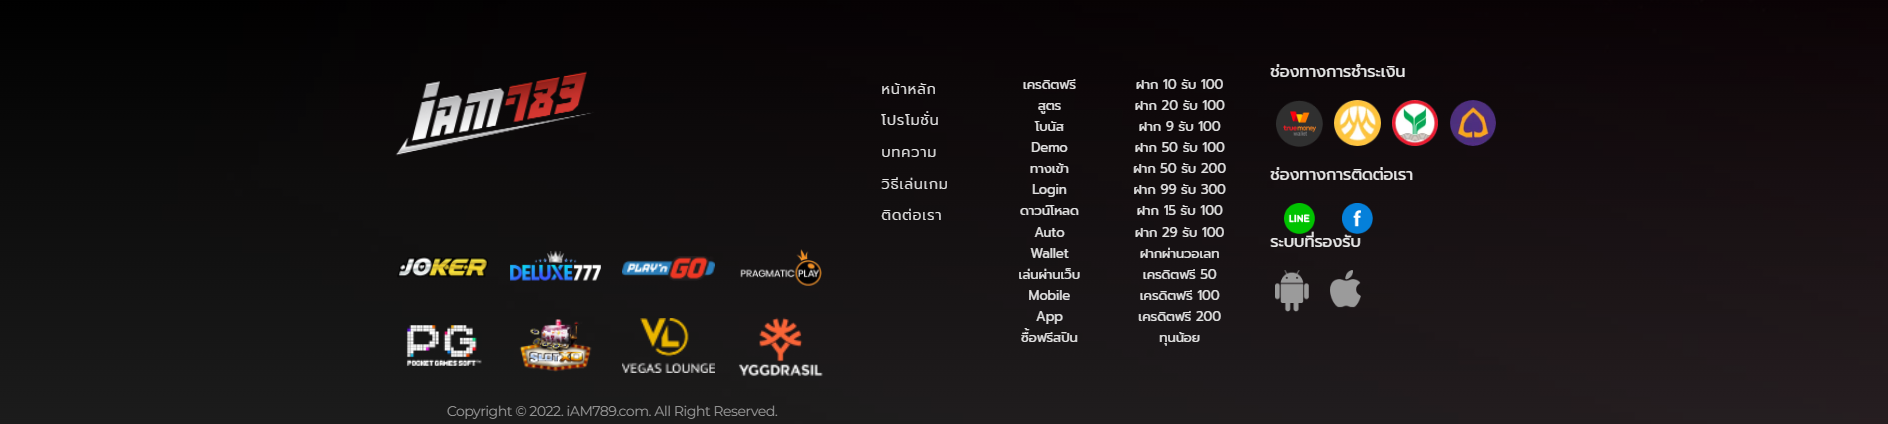 iAM789
JOKER
DELUXE777
PLAY'n GO
PRAGMATIC PLAY
PG
POCKET GAMES SOFT™
SLOTXO
VL
VEGAS LOUNGE
YGGDRASIL
Copyright © 2022. iAM789.com. All Right Reserved.
หน้าหลัก
โปรโมชั่น
บทความ
วิธีเล่นเกม
ติดต่อเรา
เครดิตฟรี
สูตร
โบนัส
Demo
ทางเข้า
Login
ดาวน์โหลด
Auto
Wallet
เล่นผ่านเว็บ
Mobile
App
ซื้อฟรีสปิน
ฝาก 10 รับ 100
ฝาก 20 รับ 100
ฝาก 9 รับ 100
ฝาก 50 รับ 100
ฝาก 50 รับ 200
ฝาก 99 รับ 300
ฝาก 15 รับ 100
ฝาก 29 รับ 100
ฝากผ่านวอเลท
เครดิตฟรี 50
เครดิตฟรี 100
เครดิตฟรี 200
ทุนน้อย
ช่องทางการชำระเงิน
truemoney
wallet
ช่องทางการติดต่อเรา
LINE
f
ระบบที่รองรับ